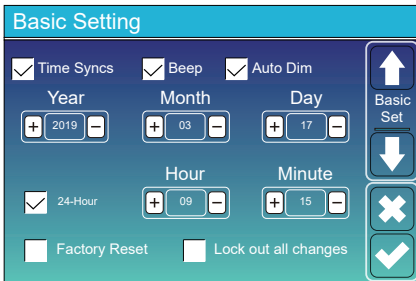 Basic Setting
Time Syncs Beep Auto Dim
Year Month Day
+ 2019 − + 03 − + 17 −
Basic
Set
Hour Minute
24-Hour + 09 − + 15 −
Factory Reset Lock out all changes